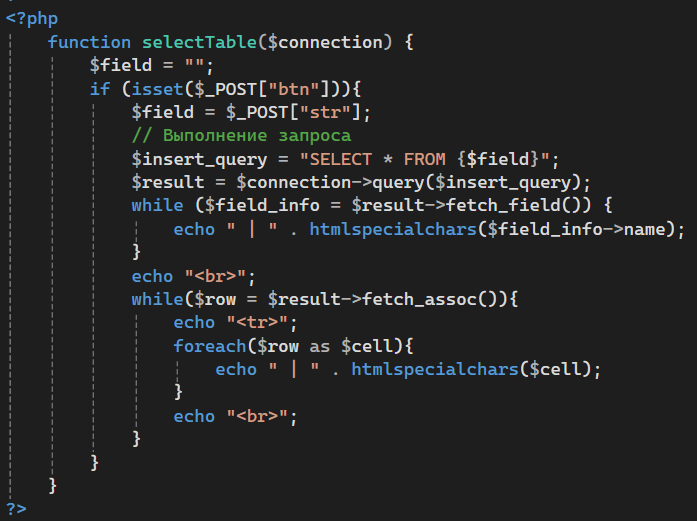 <?php
function selectTable($connection) {
$field = "";
if (isset($_POST["btn"])){
$field = $_POST["str"];
// Выполнение запроса
$insert_query = "SELECT * FROM {$field}";
$result = $connection->query($insert_query);
while ($field_info = $result->fetch_field()) {
echo " | " . htmlspecialchars($field_info->name);
}
echo "<br>";
while($row = $result->fetch_assoc()){
echo "<tr>";
foreach($row as $cell){
echo " | " . htmlspecialchars($cell);
}
echo "<br>";
}
}
}
?>